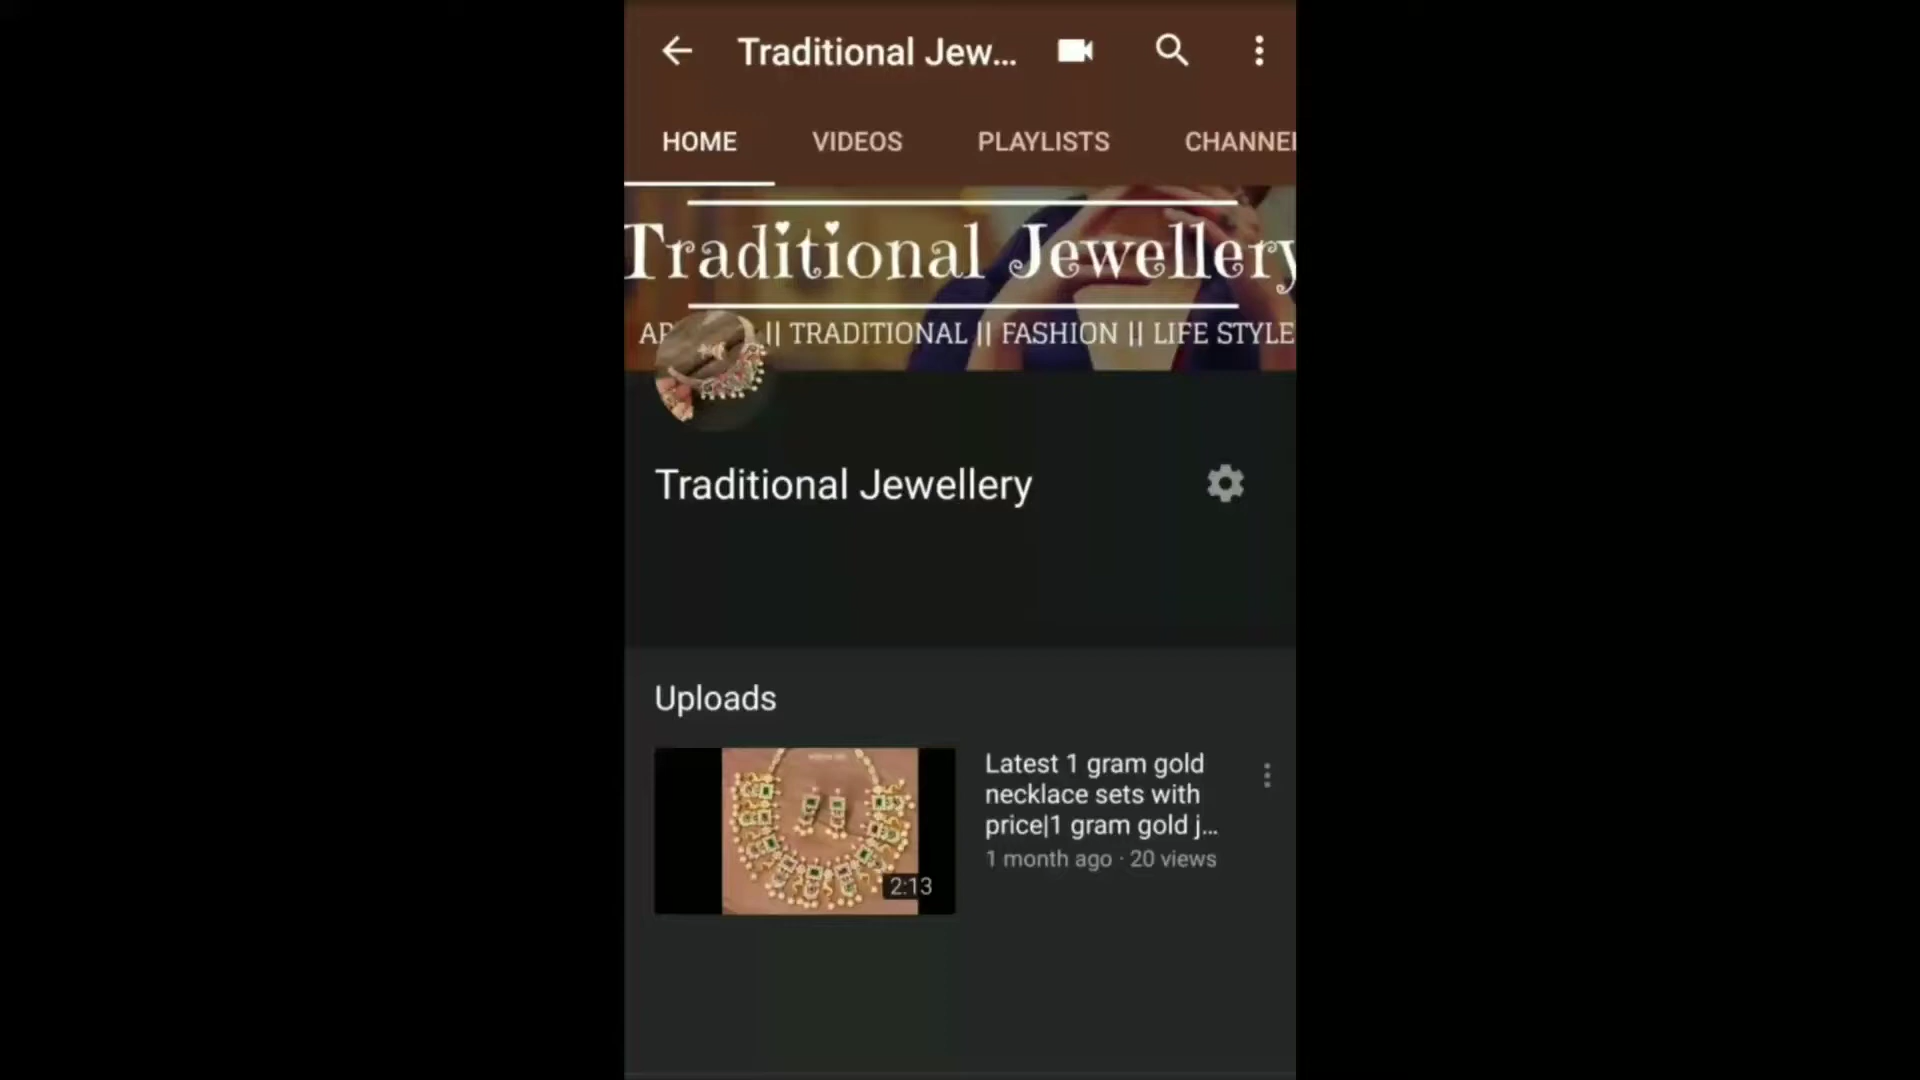 Traditional Jew...
HOME VIDEOS PLAYLISTS CHANNEL
Traditional Jewellery
|| TRADITIONAL || FASHION || LIFE STYLE
Traditional Jewellery
Uploads
Latest 1 gram gold
necklace sets with
price|1 gram gold j...
1 month ago · 20 views
2:13